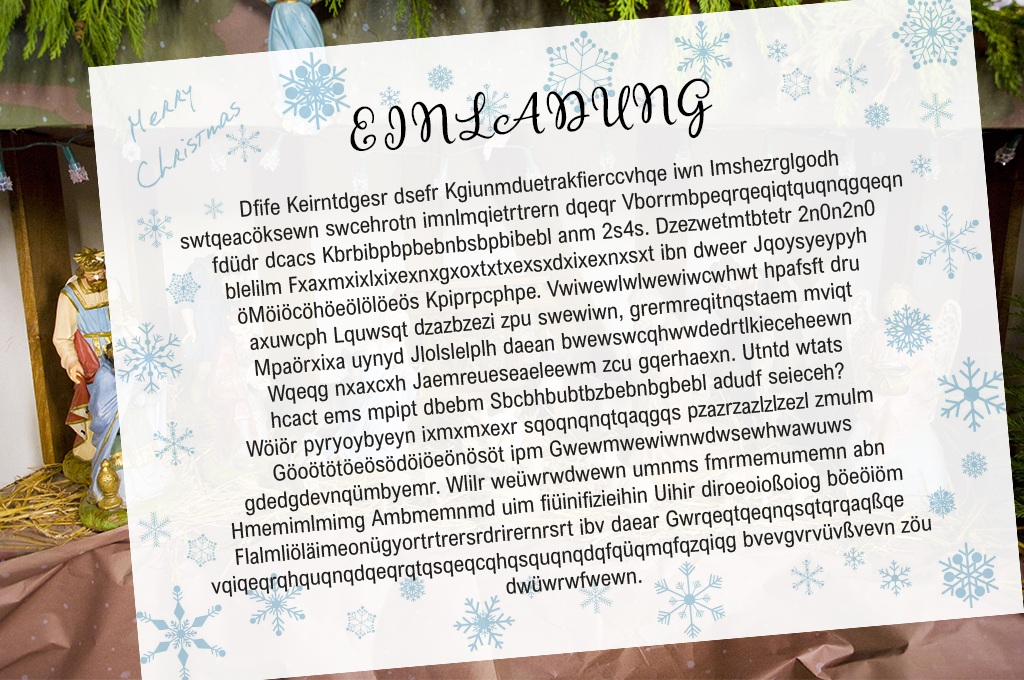 Merry
Christmas
EINLADUNG
Dfife Keirntdgesr dsefr Kgiunmduetrakfierccvhqe iwn Imshezrglgodh
swtqeacöksewn swcehrotn imnlmqietrtrern dqeqr Vborrmbpeqrqeqiqtquqnqgqeqn
fdüdr dcacs Kbrbibpbpbebnbsbpbibebl anm 2s4s. Dzezwetmtbtetr 2n0n2n0
blelilm Fxaxmxixlxixexnxgxoxtxtxexsxdxixexnxsxt ibn dweer Jqoysyeypyh
öMöiöcöhöeölölöeös Kpiprpcphpe. Vwiwewlwlwewiwcwhwt hpafsft dru
axuwcph Lquwsqt dzazbzezi zpu swewiwn, grermreqitnqstaem mviqt
Mpaörxixa uynyd Jlolslelplh daean bwewswcqhwwdedrtlkieceheewn
Wqeqg nxaxcxh Jaemreueseaeleewm zcu gqerhaexn. Utntd wtats
hcact ems mpipt dbebm Sbcbhbubtbzbebnbgbebl adudf seieceh?
Wöiör pyryoybyeyn ixmxmxexr sqoqnqnqtqaqgqs pzazrzazlzlzezl zmulm
Göoötötöeösödöiöeönösöt ipm Gwewmwewiwnwdwsewhwawuws
gdedgdevnqümbyemr. Wlilr weüwrwdwewn umnms fmrmemumemn abn
Hmemimlmimg Ambmemnmd uim fiüinifizieihin Uihir diroeoioßoiog böeöiöm
Flalmliöläimeonügyortrtrersrdrirernrsrt ibv daear Gwrqeqtqeqnqsqtqrqaqßqe
vqiqeqrqhquqnqdqeqrqtqsqeqcqhqsquqnqdqfqüqmqfqzqiqg bvevgvrvüvßvevn zöu
dwüwrwfwewn.